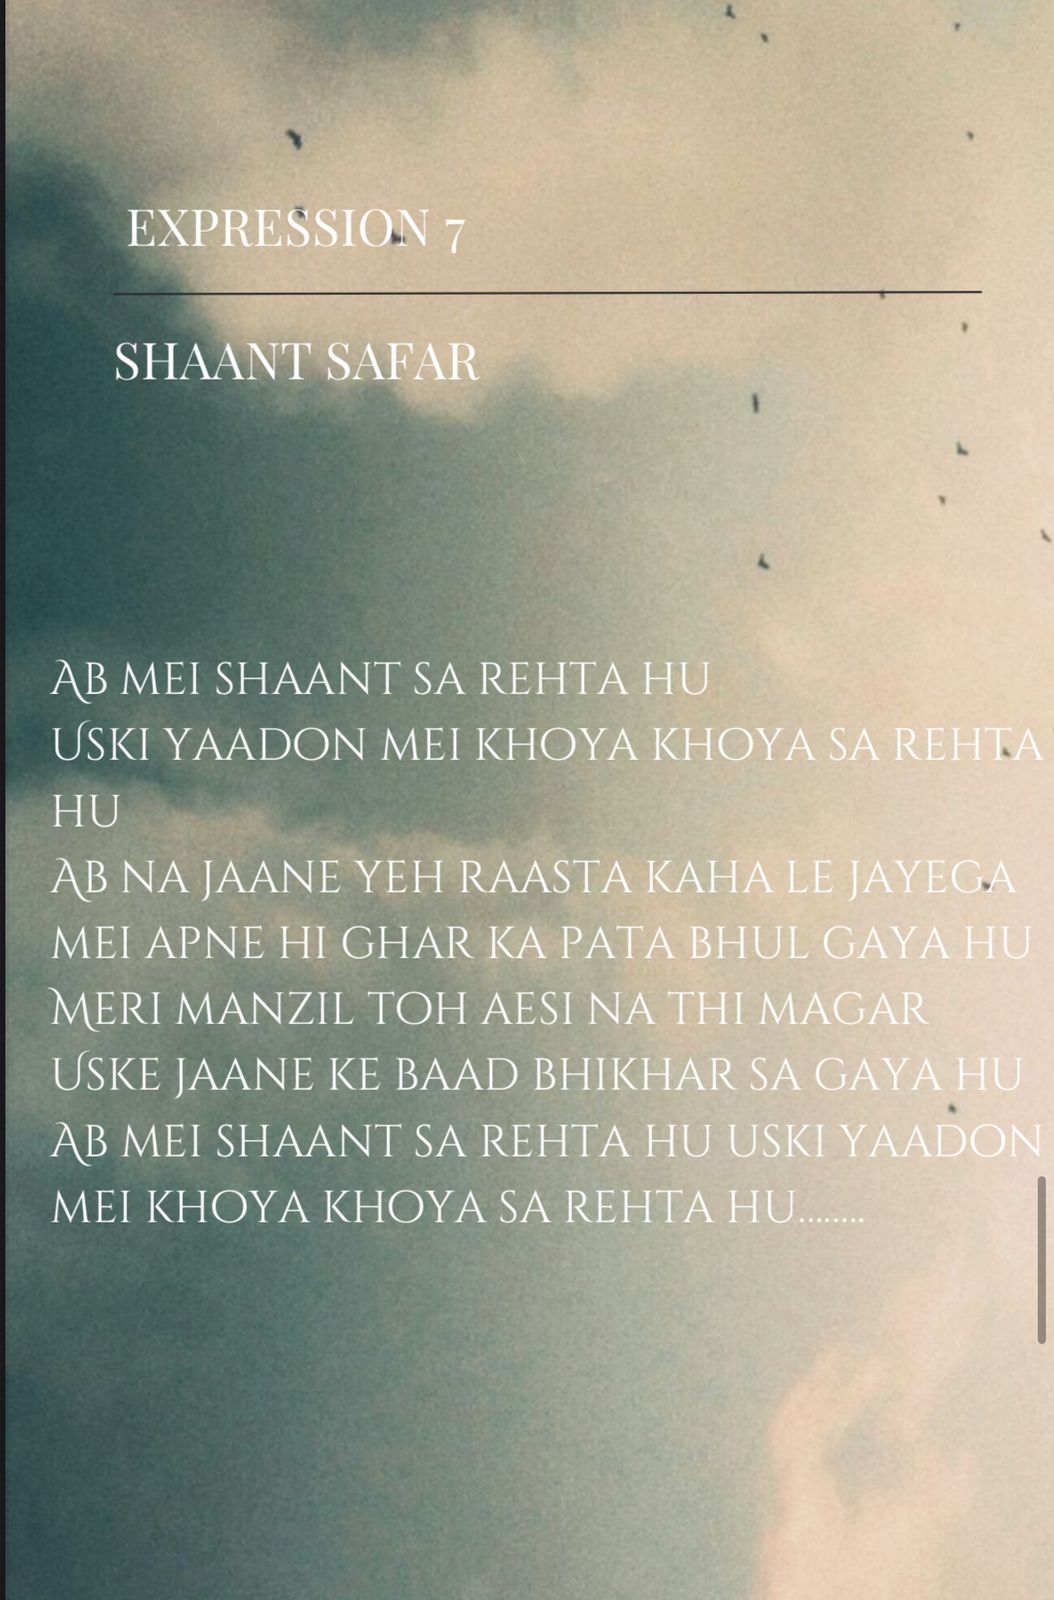 EXPRESSION 7
SHAANT SAFAR
AB MEI SHAANT SA REHTA HU
USKI YAADON MEI KHOYA KHOYA SA REHTA
HU
AB NA JAANE YEH RAASTA KAHA LE JAYEGA
MEI APNE HI GHAR KA PATA BHUL GAYA HU
MERI MANZIL TOH AESI NA THI MAGAR
USKE JAANE KE BAAD BHIKHAR SA GAYA HU
AB MEI SHAANT SA REHTA HU USKI YAADON
MEI KHOYA KHOYA SA REHTA HU........